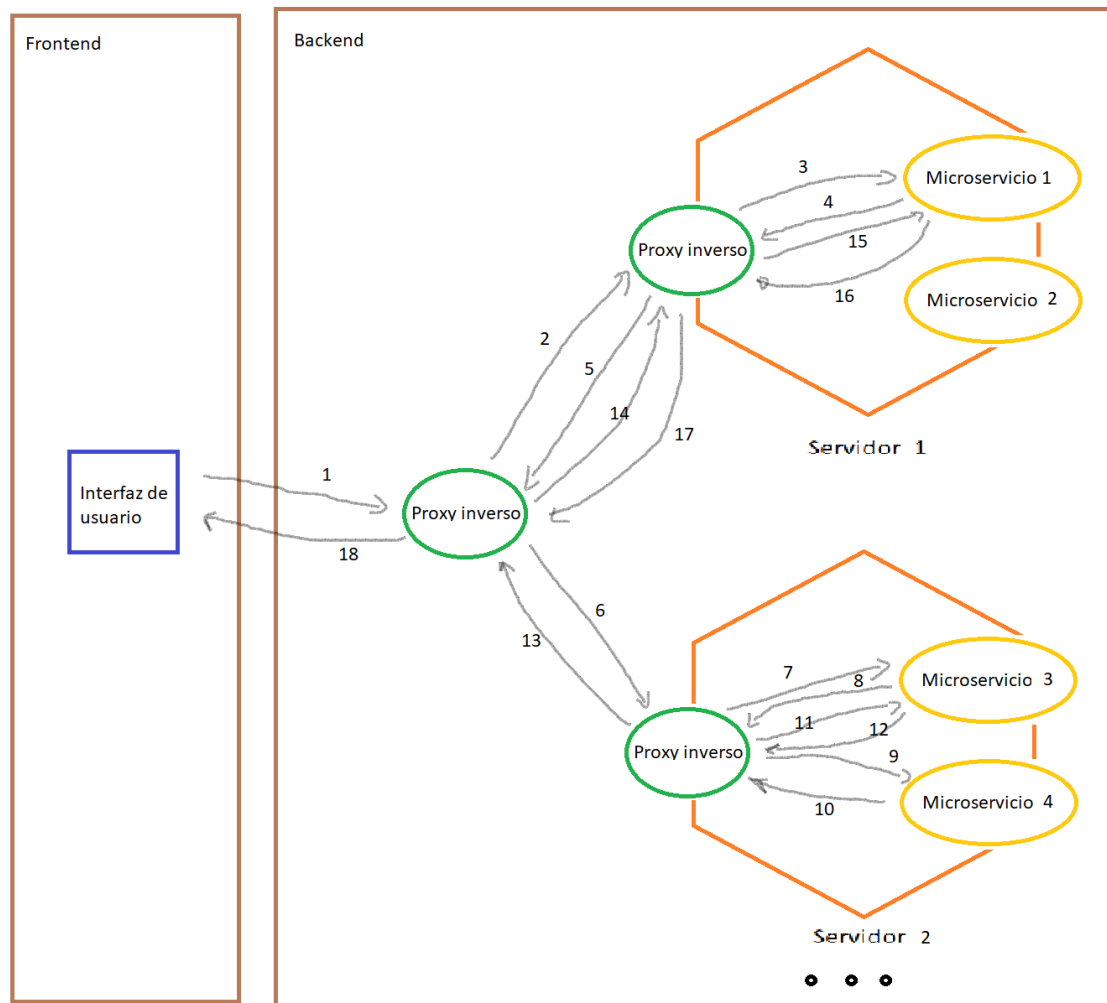 Frontend
Backend
3
Microservicio 1
4
Proxy inverso
15
16
Microservicio 2
2
5
14
17
Servidor 1
1
Interfaz de
usuario
Proxy inverso
18
6
13
7
8
Microservicio 3
11
12
Proxy inverso
9
10
Microservicio 4
Servidor 2